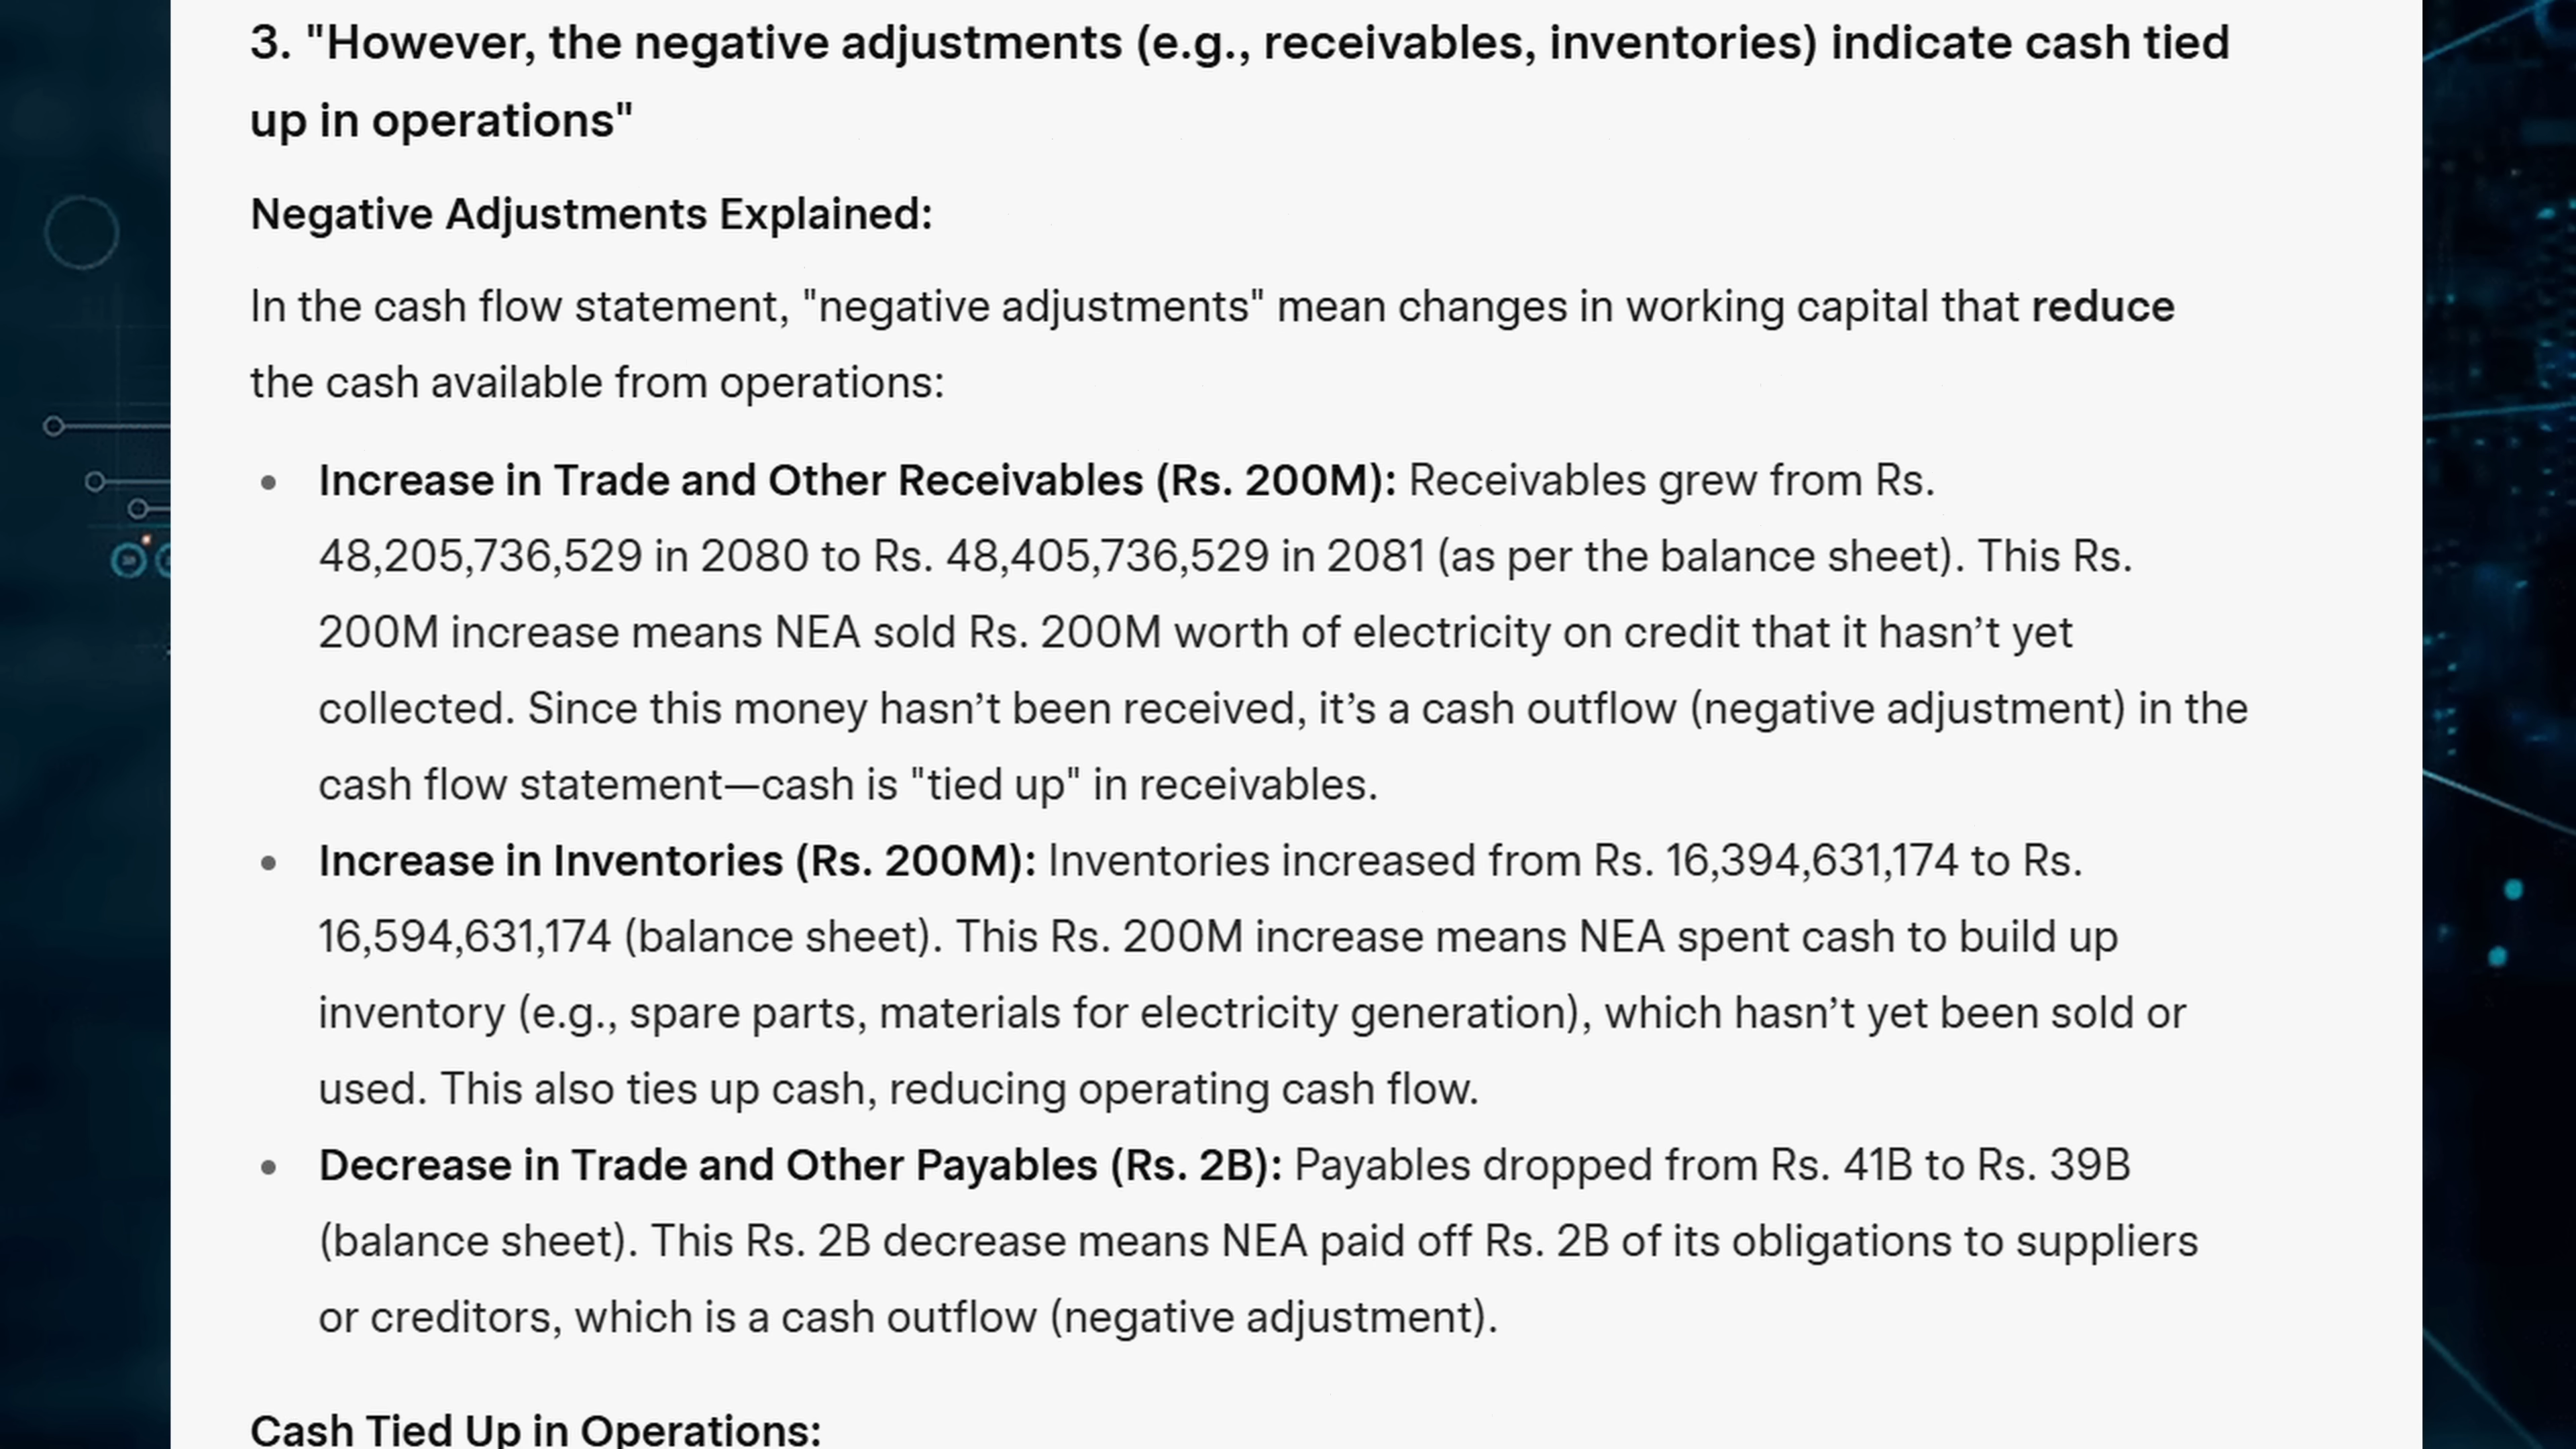 3. "However, the negative adjustments (e.g., receivables, inventories) indicate cash tied
up in operations"
Negative Adjustments Explained:
In the cash flow statement, "negative adjustments" mean changes in working capital that reduce
the cash available from operations:
• Increase in Trade and Other Receivables (Rs. 200M): Receivables grew from Rs.
48,205,736,529 in 2080 to Rs. 48,405,736,529 in 2081 (as per the balance sheet). This Rs.
200M increase means NEA sold Rs. 200M worth of electricity on credit that it hasn’t yet
collected. Since this money hasn’t been received, it’s a cash outflow (negative adjustment) in the
cash flow statement—cash is "tied up" in receivables.
• Increase in Inventories (Rs. 200M): Inventories increased from Rs. 16,394,631,174 to Rs.
16,594,631,174 (balance sheet). This Rs. 200M increase means NEA spent cash to build up
inventory (e.g., spare parts, materials for electricity generation), which hasn’t yet been sold or
used. This also ties up cash, reducing operating cash flow.
• Decrease in Trade and Other Payables (Rs. 2B): Payables dropped from Rs. 41B to Rs. 39B
(balance sheet). This Rs. 2B decrease means NEA paid off Rs. 2B of its obligations to suppliers
or creditors, which is a cash outflow (negative adjustment).
Cash Tied Up in Operations: